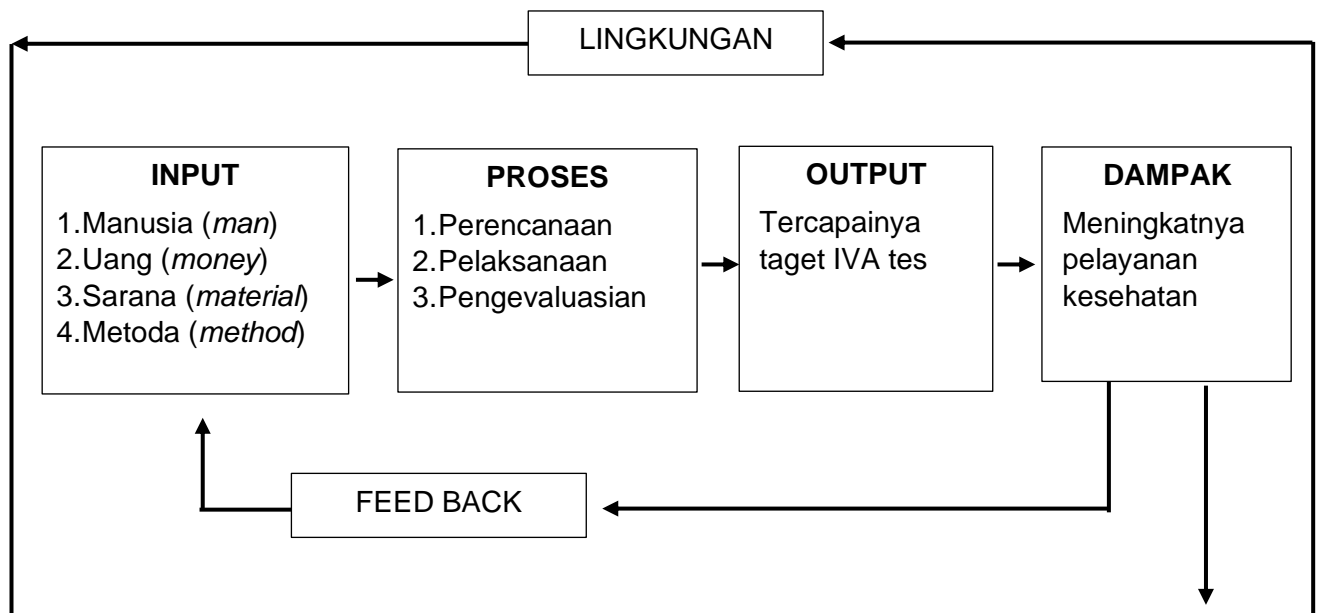 LINGKUNGAN
INPUT
1.Manusia (man)
2.Uang (money)
3.Sarana (material)
4.Metoda (method)
PROSES
1.Perencanaan
2.Pelaksanaan
3.Pengevaluasian
OUTPUT
Tercapainya
taget IVA tes
DAMPAK
Meningkatnya
pelayanan
kesehatan
FEED BACK